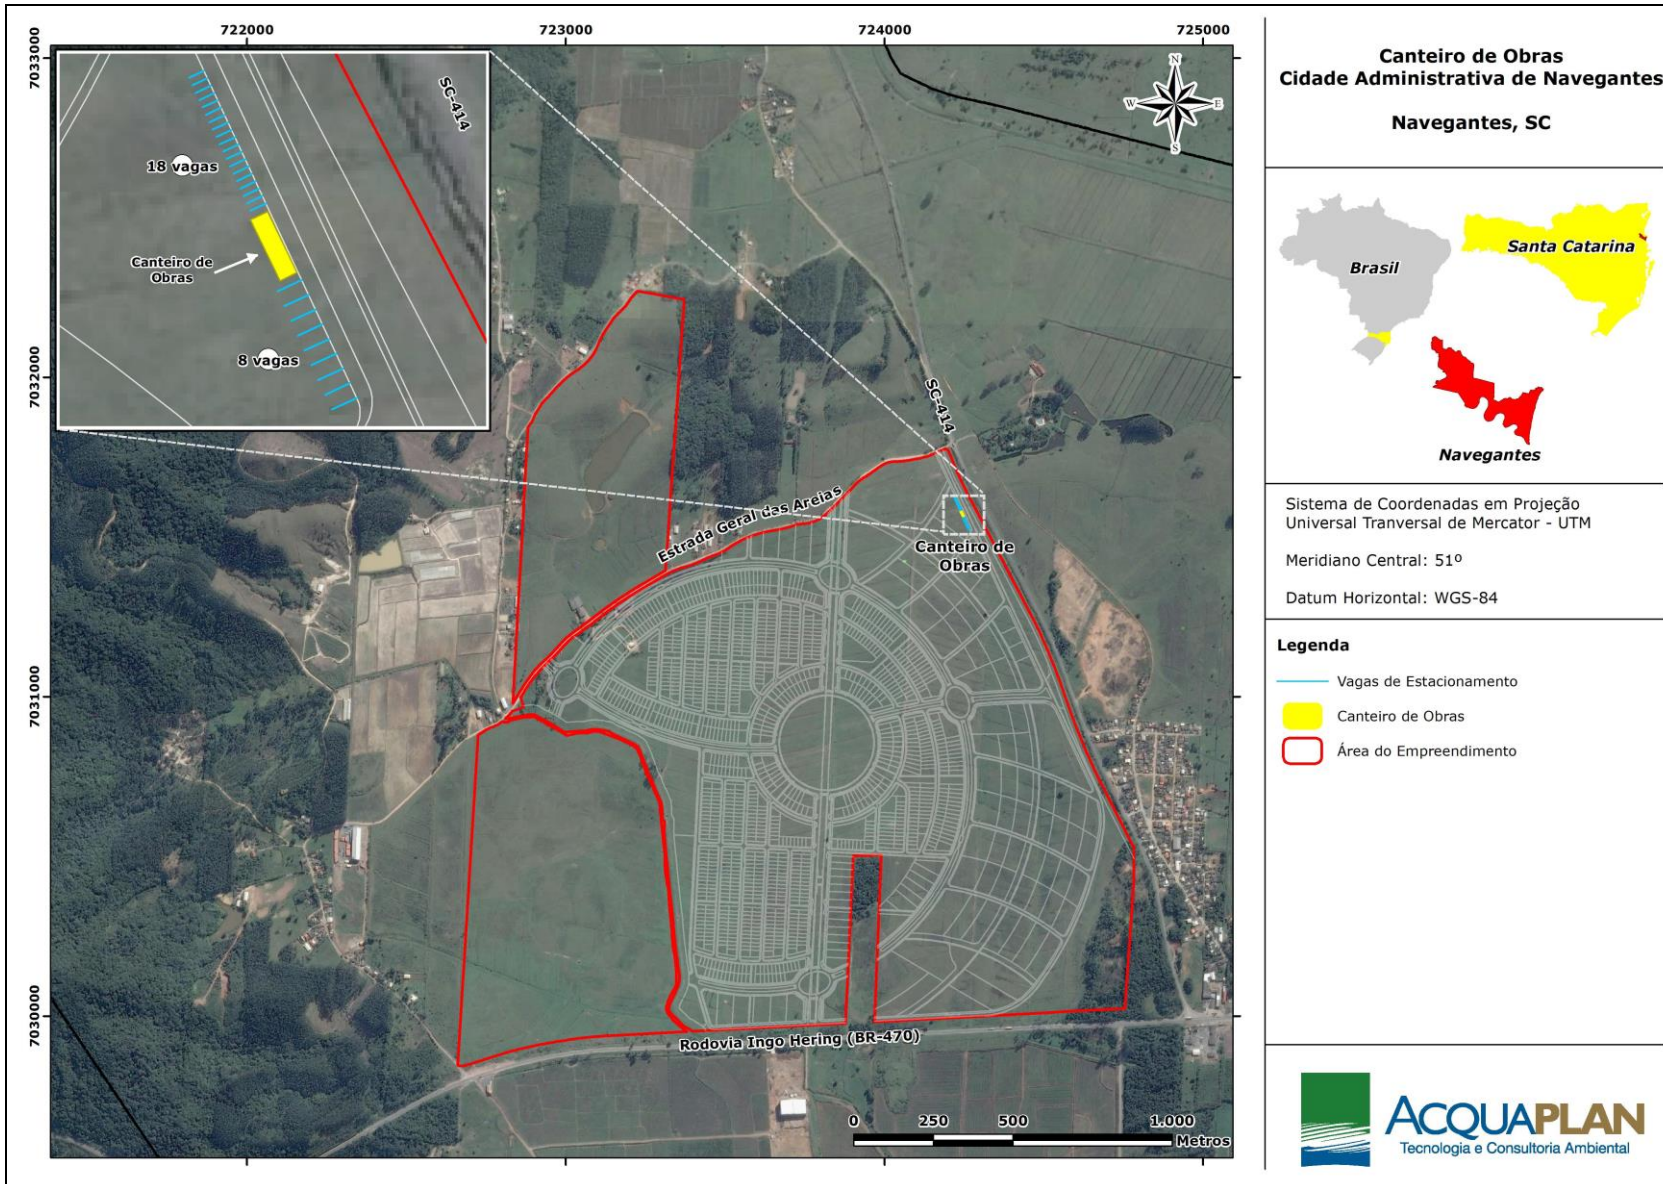 722000
723000
724000
725000
7033000
7032000
7031000
7030000
SC-414
18 vagas
Canteiro de
Obras
8 vagas
N
W
E
S
SC-414
Estrada Geral das Areias
Canteiro de
Obras
Rodovia Ingo Hering (BR-470)
0
250
500
1.000
Metros
722000
723000
724000
725000
Canteiro de Obras
Cidade Administrativa de Navegantes
Navegantes, SC
Brasil
Santa Catarina
Navegantes
Sistema de Coordenadas em Projeção
Universal Tranversal de Mercator - UTM
Meridiano Central: 51º
Datum Horizontal: WGS-84
Legenda
Vagas de Estacionamento
Canteiro de Obras
Área do Empreendimento
ACQUAPLAN
Tecnologia e Consultoria Ambiental